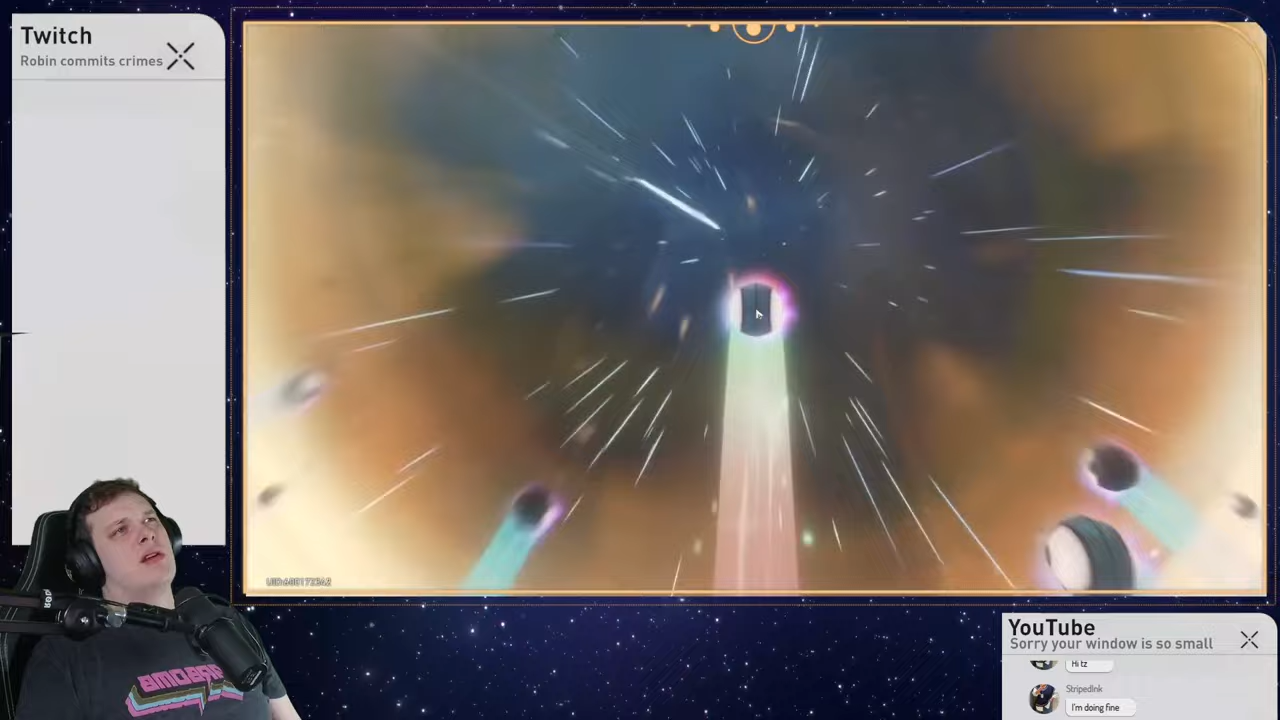 Twitch
Robin commits crimes
YouTube
Sorry your window is so small
Hi tz
StripedInk
I'm doing fine